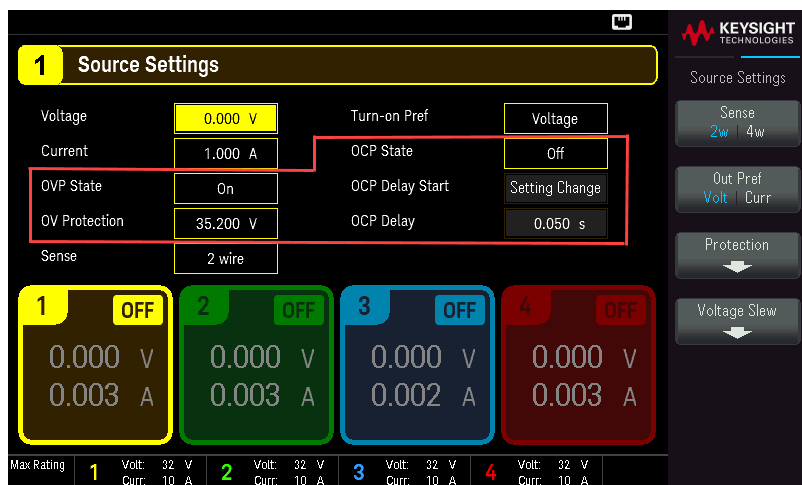 KEYSIGHT
TECHNOLOGIES
1 Source Settings
Source Settings
Voltage 0.000 V Turn-on Pref Voltage
Current 1.000 A OCP State Off
OVP State On OCP Delay Start Setting Change
OV Protection 35.200 V OCP Delay 0.050 s
Sense 2 wire
Sense
2w | 4w
Out Pref
Volt | Curr
Protection
Voltage Slew
1 OFF 2 OFF 3 OFF 4 OFF
0.000 V 0.000 V 0.000 V 0.000 V
0.003 A 0.003 A 0.002 A 0.003 A
Max Rating 1 Volt: 32 V 2 Volt: 32 V 3 Volt: 32 V 4 Volt: 32 V
Curr: 10 A Curr: 10 A Curr: 10 A Curr: 10 A